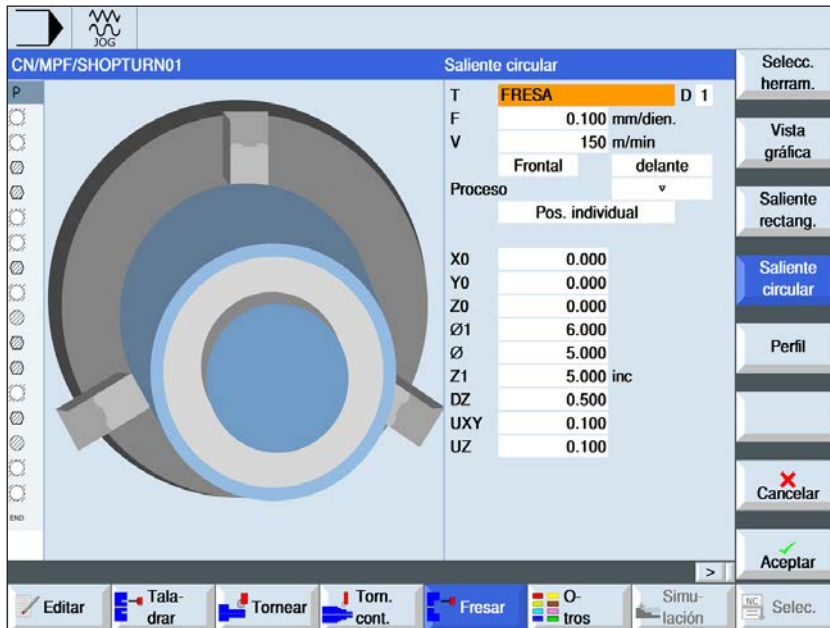 JOG
CN/MPF/SHOPTURN01
Saliente circular
P
END
T FRESA D 1
F 0.100 mm/dien.
V 150 m/min
Frontal delante
Proceso ▿
Pos. individual
X0 0.000
Y0 0.000
Z0 0.000
Ø1 6.000
Ø 5.000
Z1 5.000 inc
DZ 0.500
UXY 0.100
UZ 0.100
>
Selecc.
herram.
Vista
gráfica
Saliente
rectang.
Saliente
circular
Perfil
Cancelar
Aceptar
Editar
Tala-
drar
Tornear
Torn.
cont.
Fresar
O-
tros
Simu-
lación
NC
Selec.